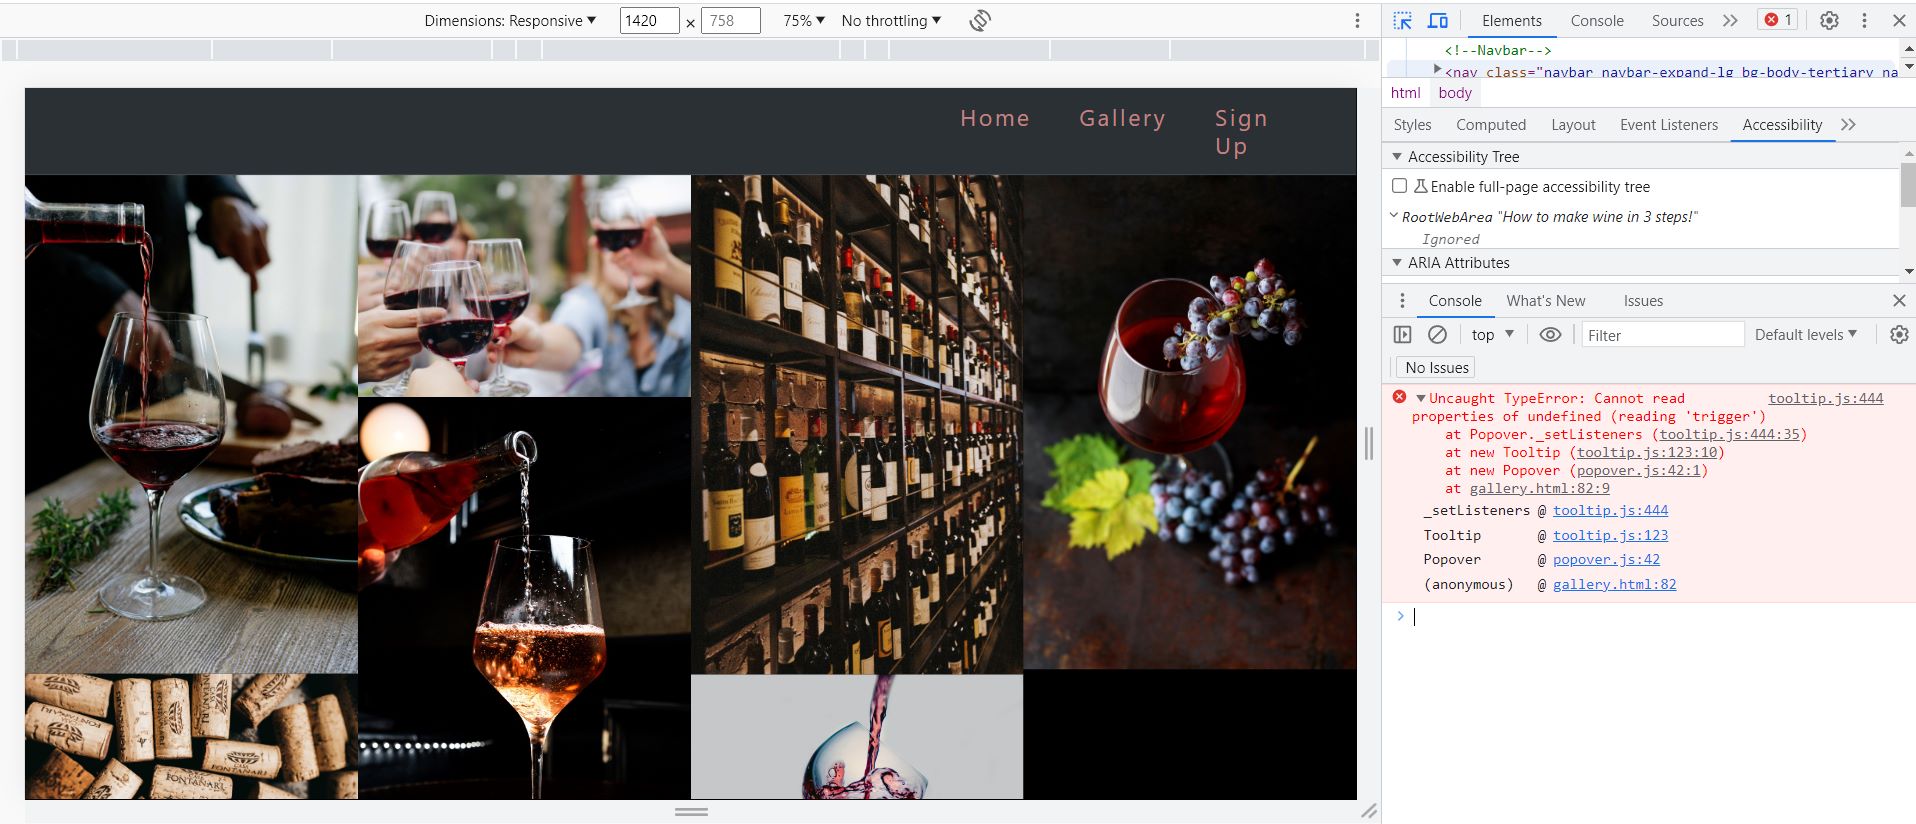 Dimensions: Responsive ▼ 1420 × 758 75% ▼ No throttling ▼
Elements Console Sources 1
<!--Navbar-->
<nav class="navbar navbar-expand-lg bg-body-tertiary na
html body
Styles Computed Layout Event Listeners Accessibility
Accessibility Tree
Enable full-page accessibility tree
RootWebArea "How to make wine in 3 steps!"
Ignored
ARIA Attributes
Console What's New Issues
top ▼ Filter Default levels ▼
No Issues
Uncaught TypeError: Cannot read tooltip.js:444
properties of undefined (reading 'trigger')
at Popover._setListeners (tooltip.js:444:35)
at new Tooltip (tooltip.js:123:10)
at new Popover (popover.js:42:1)
at gallery.html:82:9
_setListeners @ tooltip.js:444
Tooltip @ tooltip.js:123
Popover @ popover.js:42
(anonymous) @ gallery.html:82
Home Gallery Sign
Up
FONTANARI